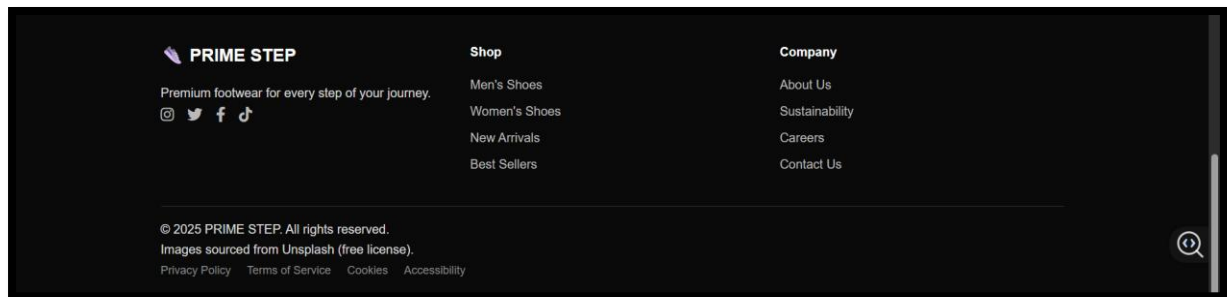 PRIME STEP
Premium footwear for every step of your journey.
Shop
Men's Shoes
Women's Shoes
New Arrivals
Best Sellers
Company
About Us
Sustainability
Careers
Contact Us
© 2025 PRIME STEP. All rights reserved.
Images sourced from Unsplash (free license).
Privacy Policy Terms of Service Cookies Accessibility